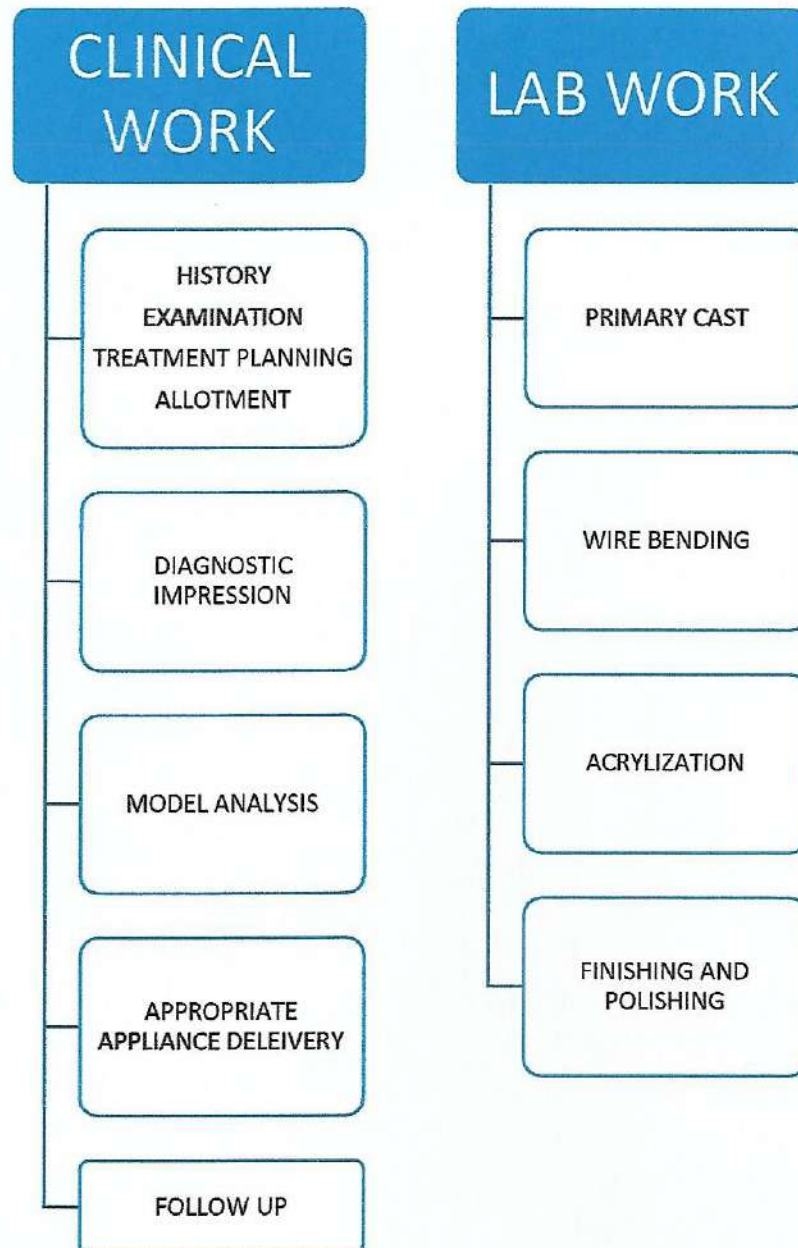 CLINICAL
WORK
HISTORY
EXAMINATION
TREATMENT PLANNING
ALLOTMENT
DIAGNOSTIC
IMPRESSION
MODEL ANALYSIS
APPROPRIATE
APPLIANCE DELEIVERY
FOLLOW UP
LAB WORK
PRIMARY CAST
WIRE BENDING
ACRYLIZATION
FINISHING AND
POLISHING